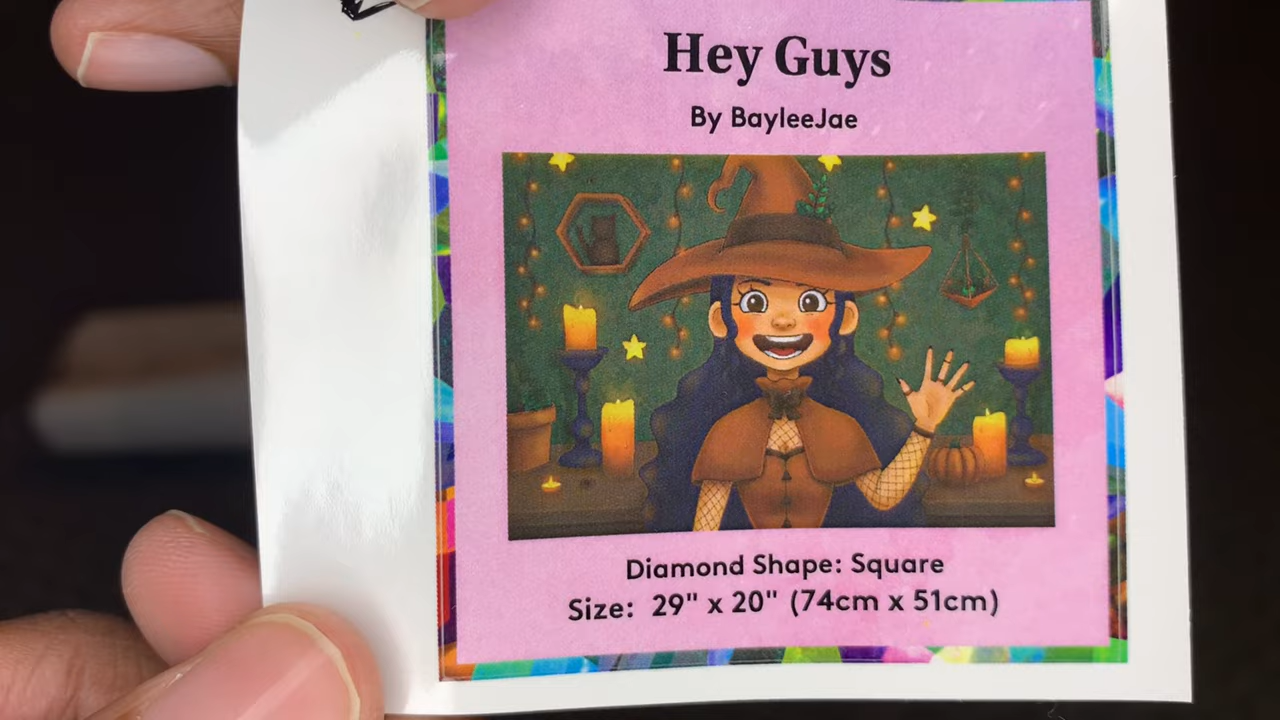 Hey Guys
By BayleeJae
Diamond Shape: Square
Size: 29" x 20" (74cm x 51cm)